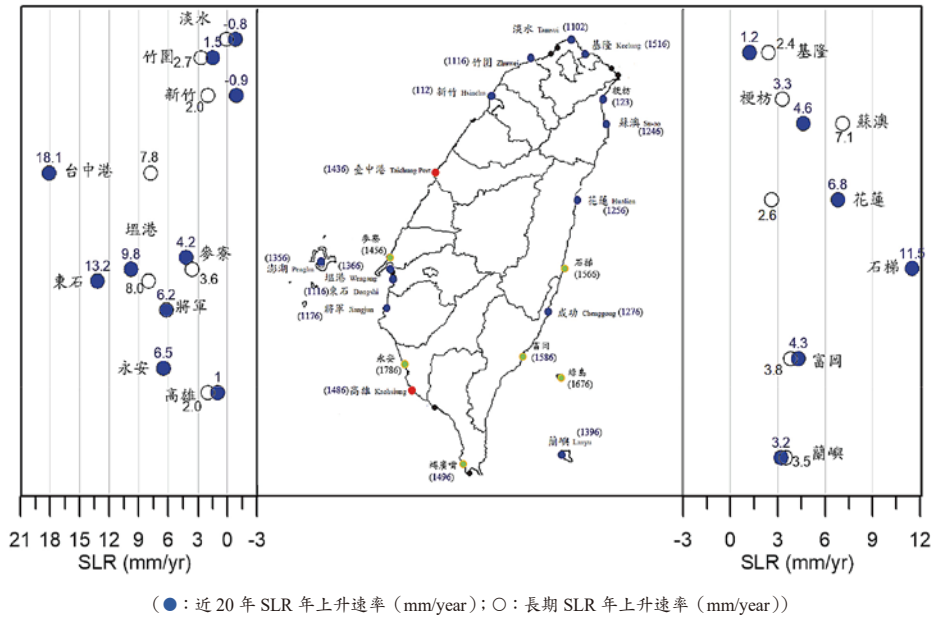 淡水
-0.8
竹圍
2.7
1.5
新竹
2.0
-0.9
18.1
台中港
7.8
塭港
9.8
4.2
麥寮
3.6
13.2
東石
8.0
6.2
將軍
6.5
永安
高雄
2.0
1
21 18 15 12 9 6 3 0 -3
SLR (mm/yr)
淡水 Tamsui (1102)
基隆 Keelung (1516)
(1116) 竹圍 Zhuwei
(112) 新竹 Hsinchu
梗枋
(123)
蘇澳 Su-ao
(1246)
(1436) 臺中港 Taichung Port
花蓮 Hualien
(1256)
麥寮
(1456)
(1356)
澎湖 Penghu
(1366)
塭港 Wengang
(1116) 東石 Dongshi
將軍 Jiangjun
(1176)
石梯
(1566)
成功 Chenggong (1276)
永安
(1786)
富岡
(1586)
綠島
(1676)
(1486) 高雄 Kaohsiung
(1396)
蘭嶼 Lanyu
(1496)
1.2
2.4
基隆
3.3
梗枋
4.6
蘇澳
7.1
6.8
花蓮
2.6
11.5
石梯
4.3
富岡
3.8
3.2
蘭嶼
3.5
-3 0 3 6 9 12
SLR (mm/yr)
(●：近 20 年 SLR 年上升速率（mm/year）；○：長期 SLR 年上升速率（mm/year））